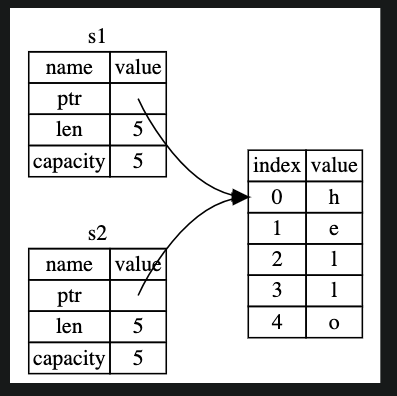 s1
name value
ptr
len 5
capacity 5
s2
name value
ptr
len 5
capacity 5
index value
0 h
1 e
2 l
3 l
4 o